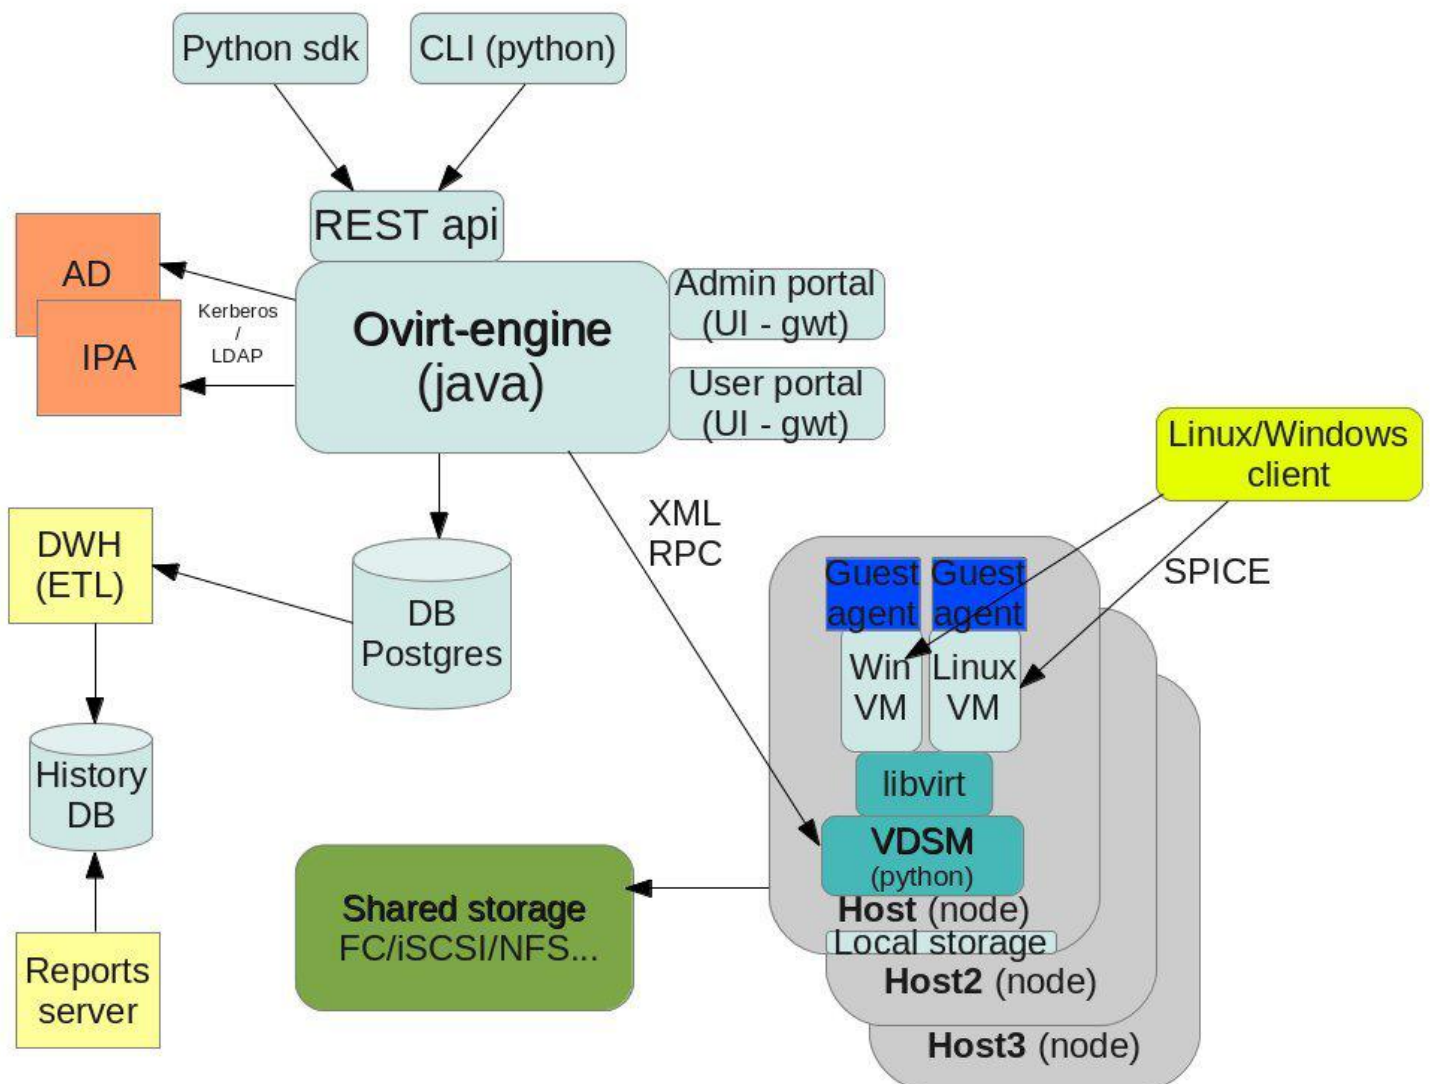 Python sdk
CLI (python)
REST api
AD
IPA
Kerberos
/
LDAP
Ovirt-engine
(java)
Admin portal
(UI - gwt)
User portal
(UI - gwt)
Linux/Windows
client
XML
RPC
SPICE
DWH
(ETL)
DB
Postgres
History
DB
Reports
server
Guest
agent
Guest
agent
Win
VM
Linux
VM
libvirt
VDSM
(python)
Host (node)
Local storage
Host2 (node)
Host3 (node)
Shared storage
FC/iSCSI/NFS...